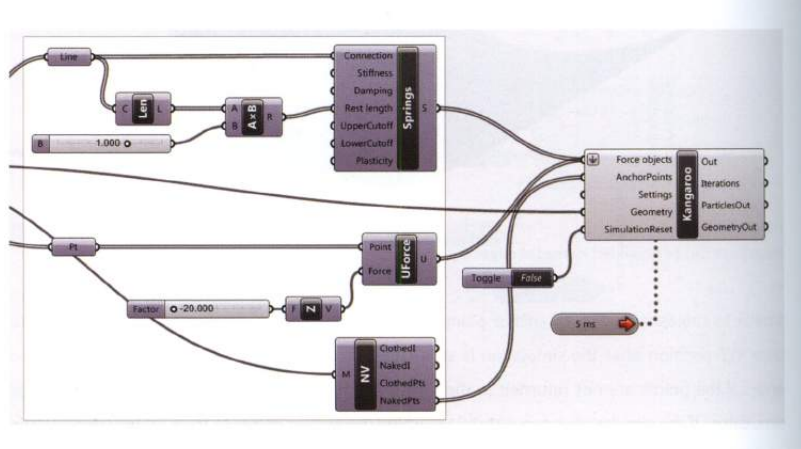 Line
C
Len
L
A
B
A×B
R
B
1.000
Connection
Stiffness
Damping
Rest length
UpperCutoff
LowerCutoff
Plasticity
Springs
S
Force objects
AnchorPoints
Settings
Geometry
SimulationReset
Kangaroo
Out
Iterations
ParticlesOut
GeometryOut
Pt
Point
Force
UForce
U
Toggle
False
Factor
-20.000
F
Z
V
5 ms
M
NV
ClothedI
NakedI
ClothedPts
NakedPts